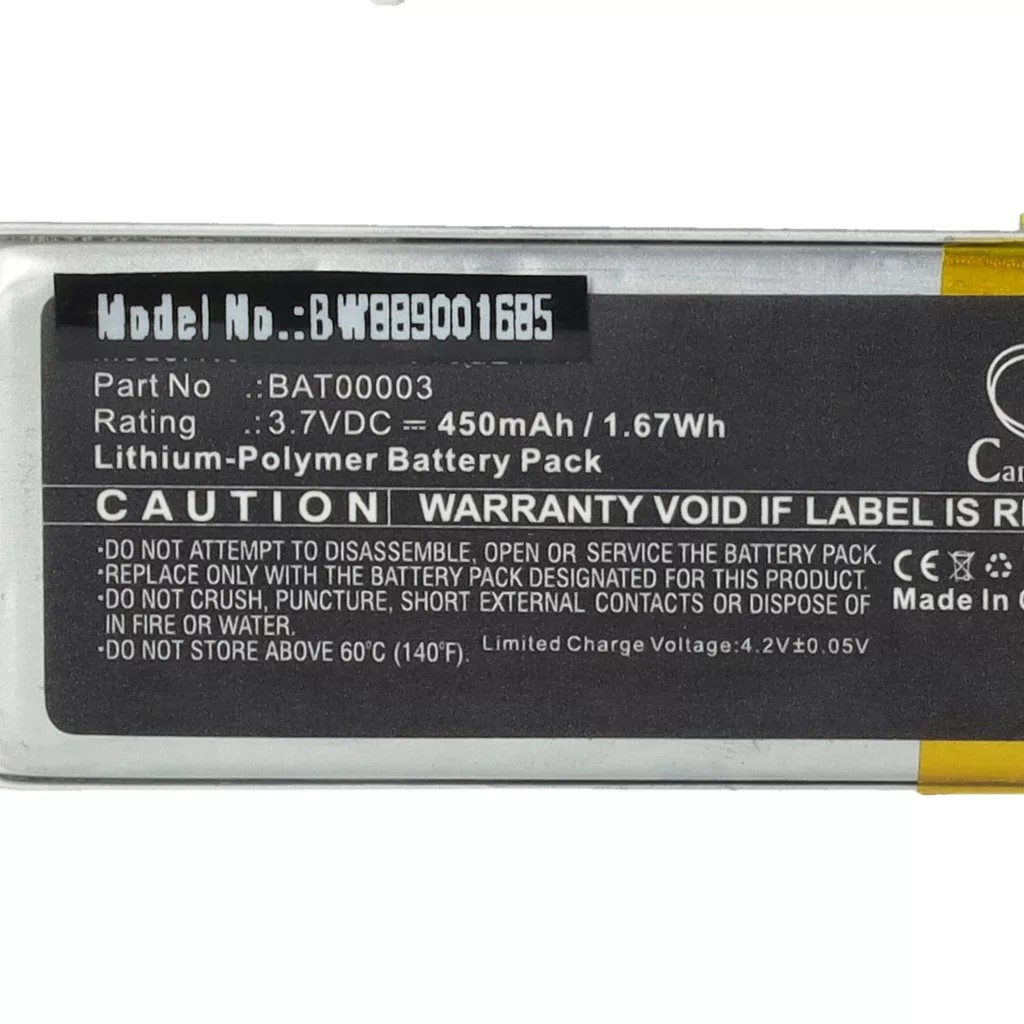 Model No.:BW889001685
Part No .:BAT00003
Rating .:3.7VDC ⎓ 450mAh / 1.67Wh
Lithium-Polymer Battery Pack
CAUTION WARRANTY VOID IF LABEL IS
•DO NOT ATTEMPT TO DISASSEMBLE, OPEN OR SERVICE THE BATTERY PACK.
•REPLACE ONLY WITH THE BATTERY PACK DESIGNATED FOR THIS PRODUCT.
•DO NOT CRUSH, PUNCTURE, SHORT EXTERNAL CONTACTS OR DISPOSE OF
IN FIRE OR WATER.
•DO NOT STORE ABOVE 60°C (140°F).
Limited Charge Voltage:4.2V±0.05V
CE
Made In